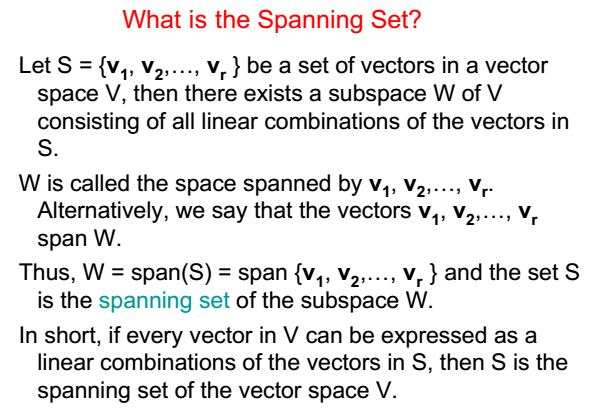 What is the Spanning Set?
Let S = {v₁, v₂,…, vᵣ } be a set of vectors in a vector
space V, then there exists a subspace W of V
consisting of all linear combinations of the vectors in
S.
W is called the space spanned by v₁, v₂,…, vᵣ.
Alternatively, we say that the vectors v₁, v₂,…, vᵣ
span W.
Thus, W = span(S) = span {v₁, v₂,…, vᵣ } and the set S
is the spanning set of the subspace W.
In short, if every vector in V can be expressed as a
linear combinations of the vectors in S, then S is the
spanning set of the vector space V.